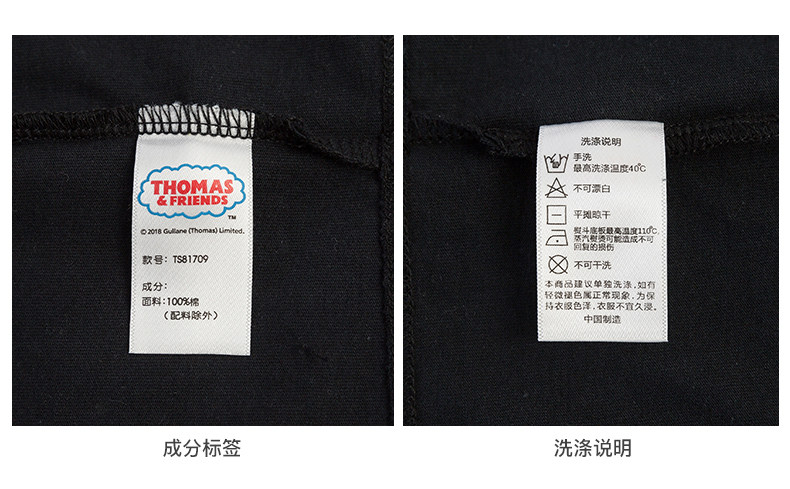 THOMAS
& FRIENDS
™
© 2018 Gullane (Thomas) Limited.
款号：TS81709
成分：
面料：100%棉
（配料除外）
成分标签
洗涤说明
手洗
最高洗涤温度40℃
不可漂白
平摊晾干
熨斗底板最高温度110℃.
蒸汽熨烫可能造成不可
回复的损伤
不可干洗
本商品建议单独洗涤,如有
轻微褪色属正常现象，为保
持衣服色泽，衣服不宜久浸。
中国制造
洗涤说明